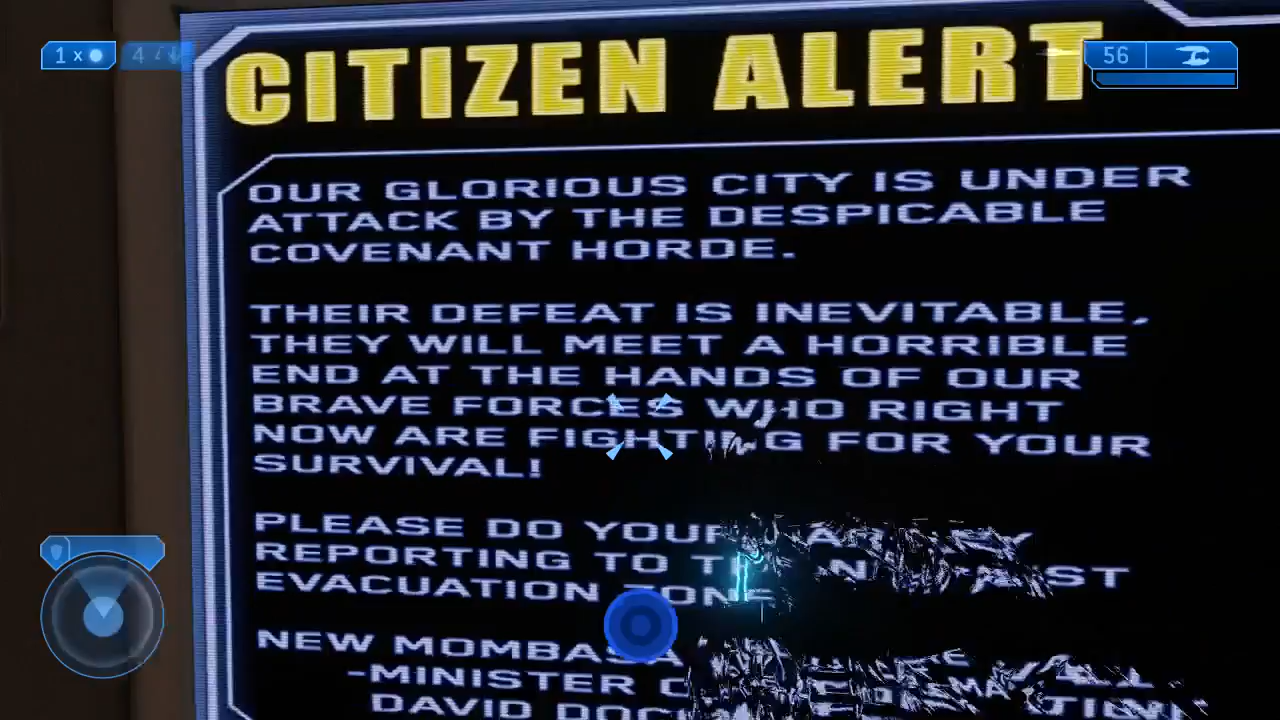 1 x
4
56
CITIZEN ALERT
OUR GLORIOUS CITY IS UNDER
ATTACK BY THE DESPICABLE
COVENANT HORDE.
THEIR DEFEAT IS INEVITABLE,
THEY WILL MEET A HORRIBLE
END AT THE HANDS OF OUR
BRAVE FORCES WHO RIGHT
NOW ARE FIGHTING FOR YOUR
SURVIVAL!
PLEASE DO YOUR
REPORTING TO
EVACUATION ZONE
NEW MOMBASA
-MINISTER
DAVID